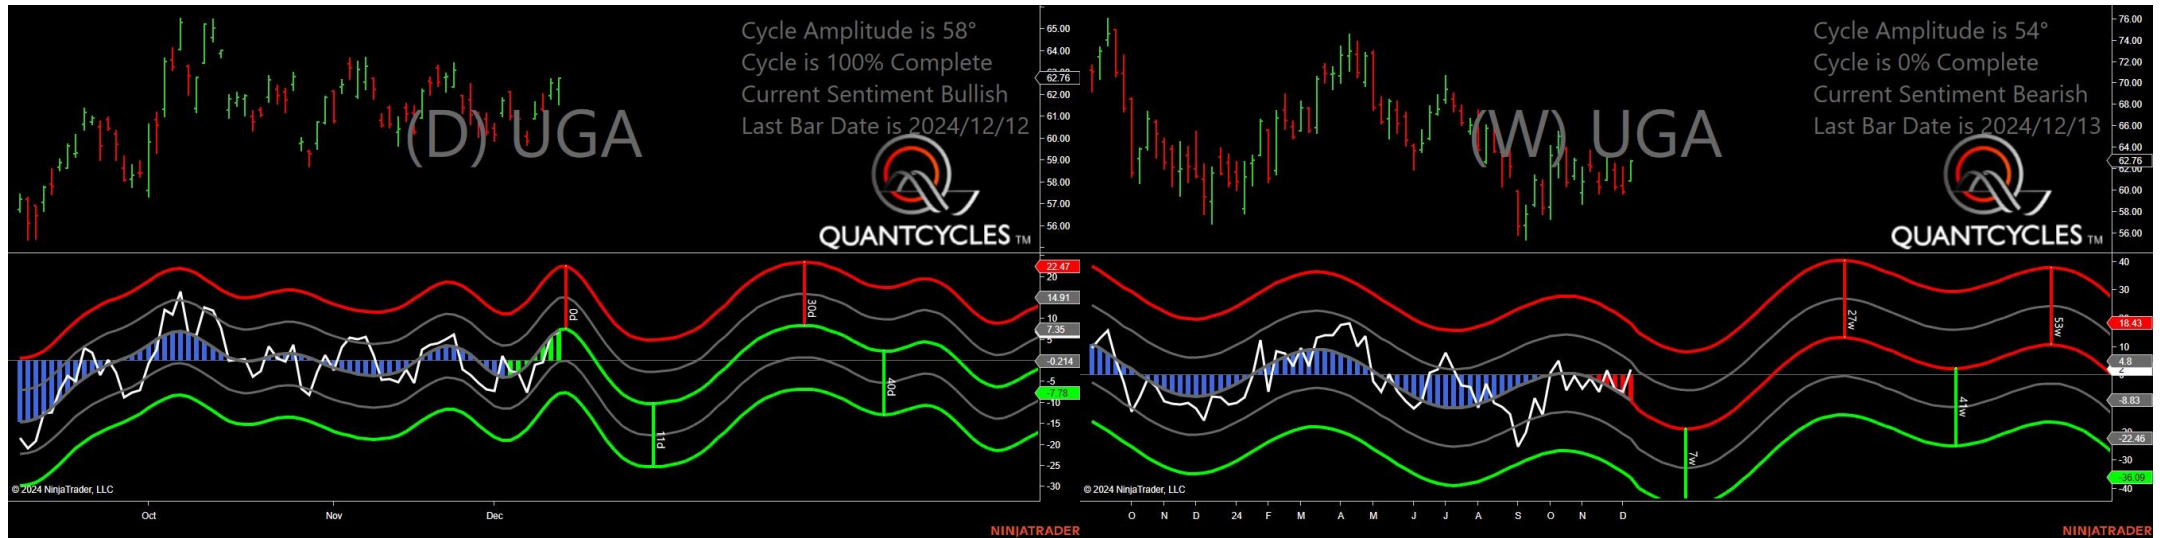 Cycle Amplitude is 58°
Cycle is 100% Complete
Current Sentiment Bullish
Last Bar Date is 2024/12/12
(D) UGA
QUANTCYCLES TM
65.00
64.00
62.76
62.00
61.00
60.00
59.00
58.00
57.00
56.00
22.47
20
14.91
10
7.35
5
-0.214
-5
-7.78
-10
-15
-20
-25
-30
0d
11d
30d
40d
© 2024 NinjaTrader, LLC
Oct
Nov
Dec
NINJATRADER
Cycle Amplitude is 54°
Cycle is 0% Complete
Current Sentiment Bearish
Last Bar Date is 2024/12/13
(W) UGA
QUANTCYCLES TM
76.00
74.00
72.00
70.00
68.00
66.00
64.00
62.76
62.00
60.00
58.00
56.00
40
30
18.43
10
4.8
2
-8.83
-20
-22.46
-30
-36.09
-40
7w
27w
41w
53w
© 2024 NinjaTrader, LLC
O N D 24 F M A M J J A S O N D
NINJATRADER